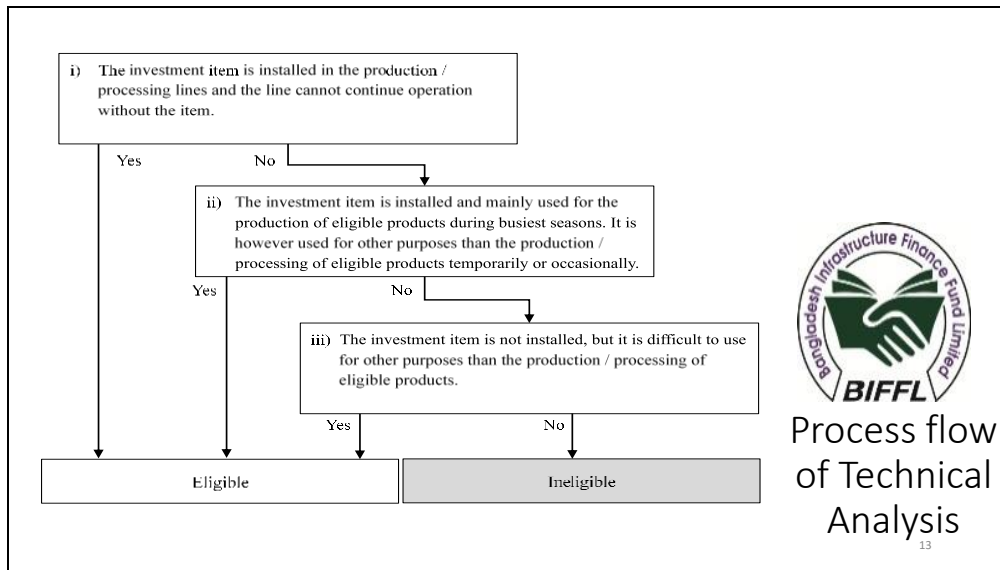 i) The investment item is installed in the production /
processing lines and the line cannot continue operation
without the item.
Yes
No
ii) The investment item is installed and mainly used for the
production of eligible products during busiest seasons. It is
however used for other purposes than the production /
processing of eligible products temporarily or occasionally.
Yes
No
iii) The investment item is not installed, but it is difficult to use
for other purposes than the production / processing of
eligible products.
Yes
No
Eligible
Ineligible
Bangladesh Infrastructure Finance Fund Limited
BIFFL
Process flow
of Technical
Analysis
13